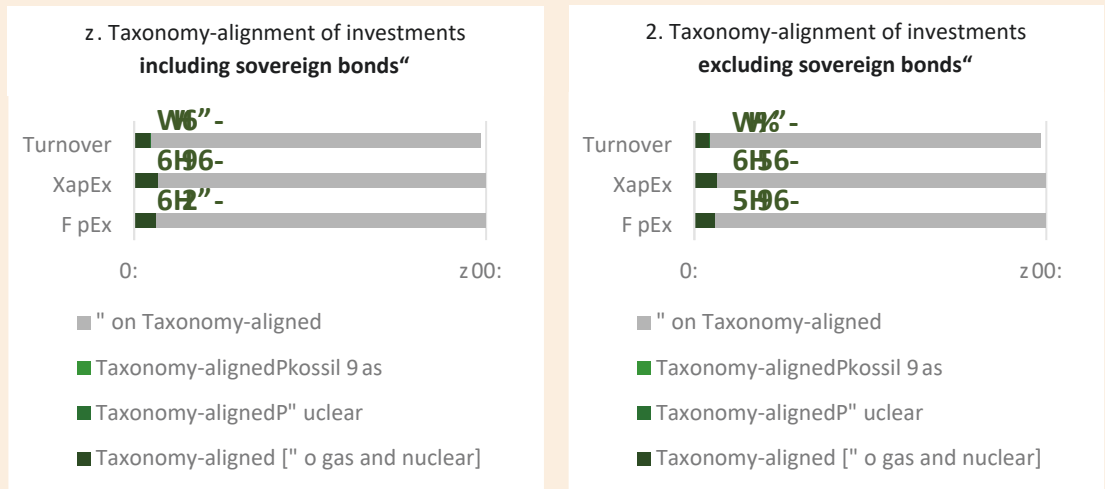 z. Taxonomy-alignment of investments
including sovereign bonds“
Turnover
XapEx
F pEx
0:
z00:
" on Taxonomy-aligned
Taxonomy-alignedPkossil 9as
Taxonomy-alignedP" uclear
Taxonomy-aligned [" o gas and nuclear]
2. Taxonomy-alignment of investments
excluding sovereign bonds“
Turnover
XapEx
F pEx
0:
z00:
" on Taxonomy-aligned
Taxonomy-alignedPkossil 9as
Taxonomy-alignedP" uclear
Taxonomy-aligned [" o gas and nuclear]